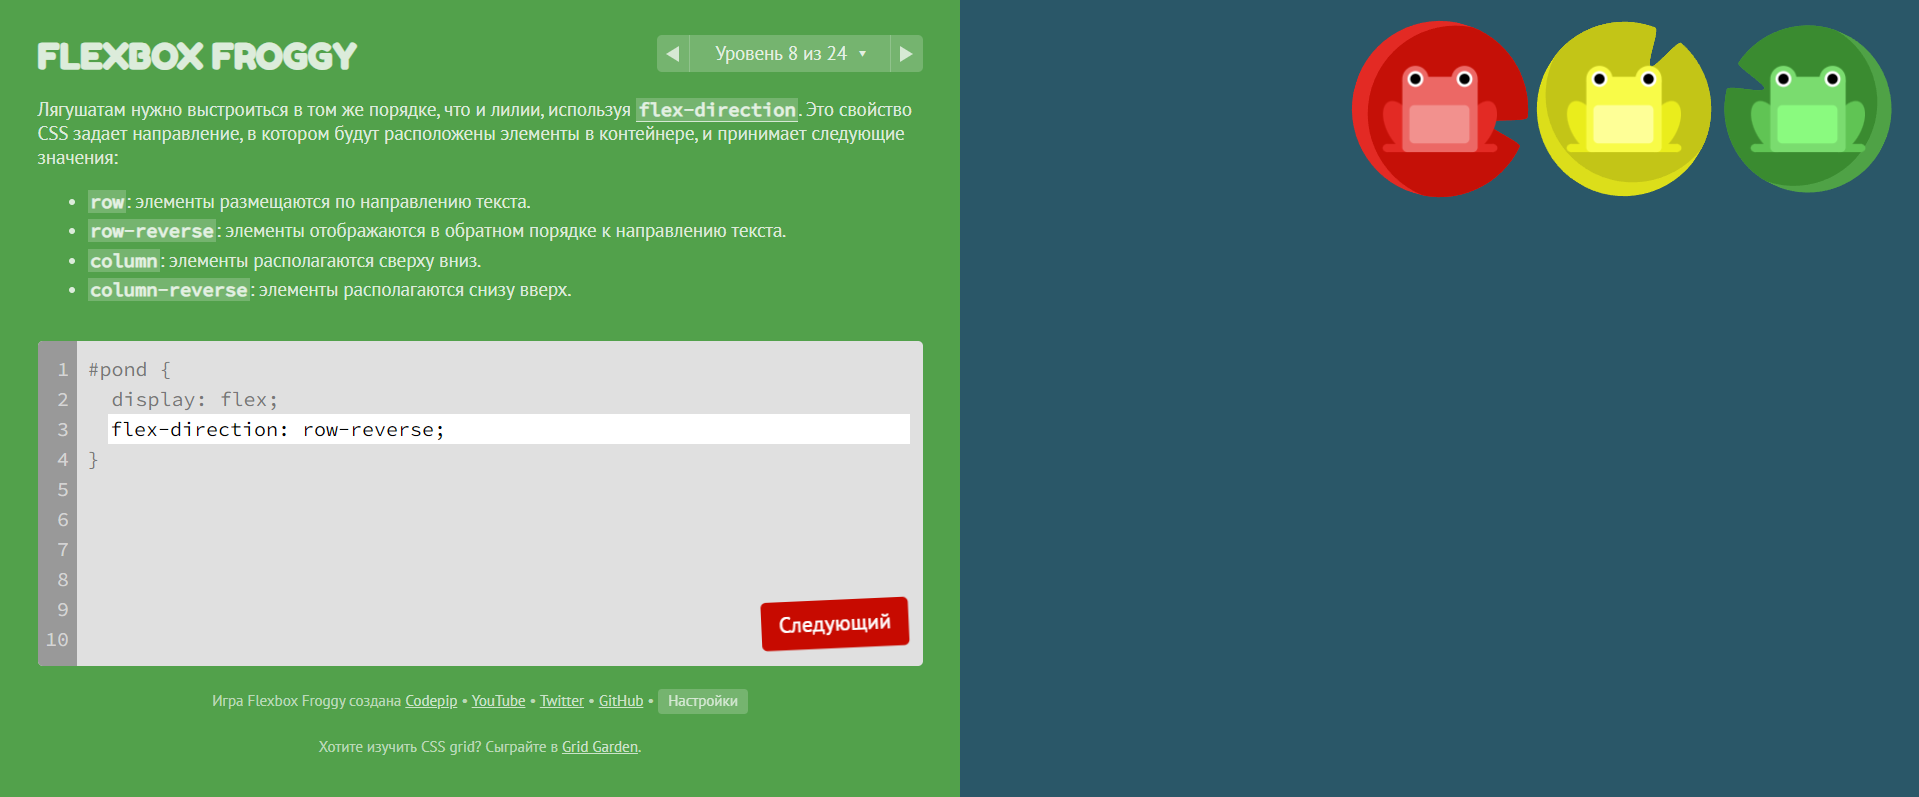 FLEXBOX FROGGY
◀ Уровень 8 из 24 ▾ ▶
Лягушатам нужно выстроиться в том же порядке, что и лилии, используя flex-direction. Это свойство
CSS задает направление, в котором будут расположены элементы в контейнере, и принимает следующие
значения:
• row: элементы размещаются по направлению текста.
• row-reverse: элементы отображаются в обратном порядке к направлению текста.
• column: элементы располагаются сверху вниз.
• column-reverse: элементы располагаются снизу вверх.
1 #pond {
2 display: flex;
3 flex-direction: row-reverse;
4 }
5
6
7
8
9
10
Следующий
Игра Flexbox Froggy создана Codepip • YouTube • Twitter • GitHub • Настройки
Хотите изучить CSS grid? Сыграйте в Grid Garden.